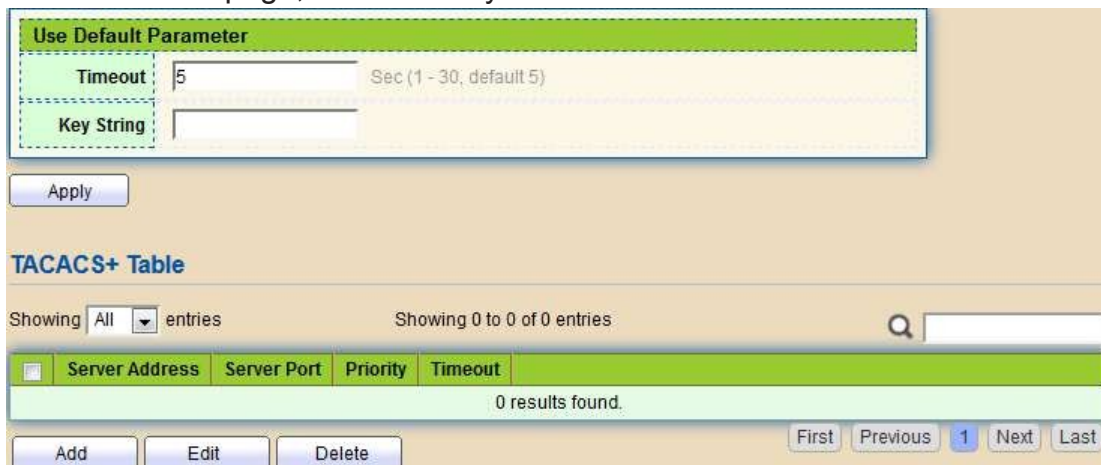 Use Default Parameter
Timeout 5 Sec (1 - 30, default 5)
Key String
Apply
TACACS+ Table
Showing All entries Showing 0 to 0 of 0 entries
Server Address Server Port Priority Timeout
0 results found.
Add Edit Delete First Previous 1 Next Last